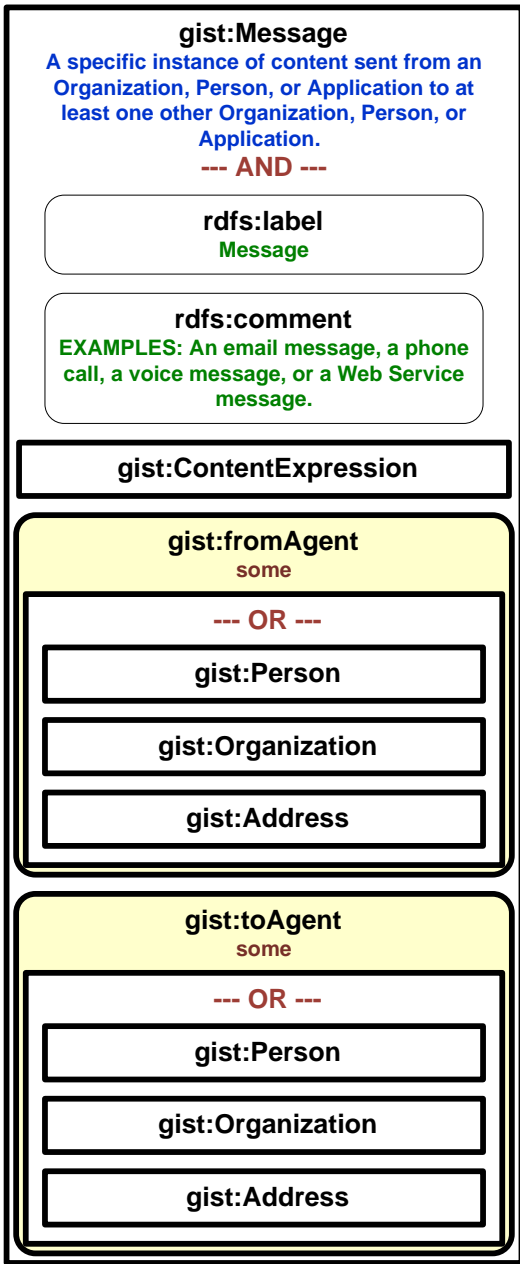 gist:Message
A specific instance of content sent from an
Organization, Person, or Application to at
least one other Organization, Person, or
Application.
--- AND ---
rdfs:label
Message
rdfs:comment
EXAMPLES: An email message, a phone
call, a voice message, or a Web Service
message.
gist:ContentExpression
gist:fromAgent
some
--- OR ---
gist:Person
gist:Organization
gist:Address
gist:toAgent
some
--- OR ---
gist:Person
gist:Organization
gist:Address